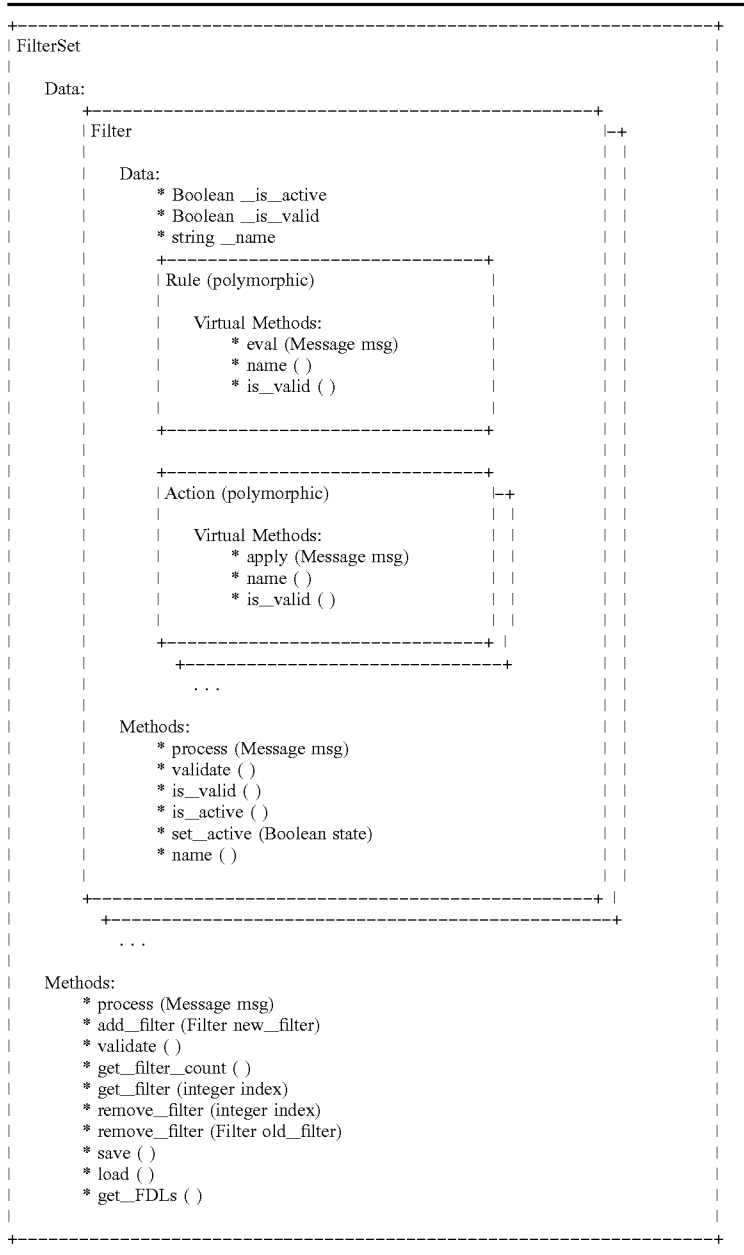 FilterSet
Data:
Filter
Data:
* Boolean __is__active
* Boolean __is__valid
* string __name
Rule (polymorphic)
Virtual Methods:
* eval (Message msg)
* name ( )
* is__valid ( )
Action (polymorphic)
Virtual Methods:
* apply (Message msg)
* name ( )
* is__valid ( )
. . .
Methods:
* process (Message msg)
* validate ( )
* is__valid ( )
* is__active ( )
* set__active (Boolean state)
* name ( )
. . .
Methods:
* process (Message msg)
* add__filter (Filter new__filter)
* validate ( )
* get__filter__count ( )
* get__filter (integer index)
* remove__filter (integer index)
* remove__filter (Filter old__filter)
* save ( )
* load ( )
* get__FDLs ( )